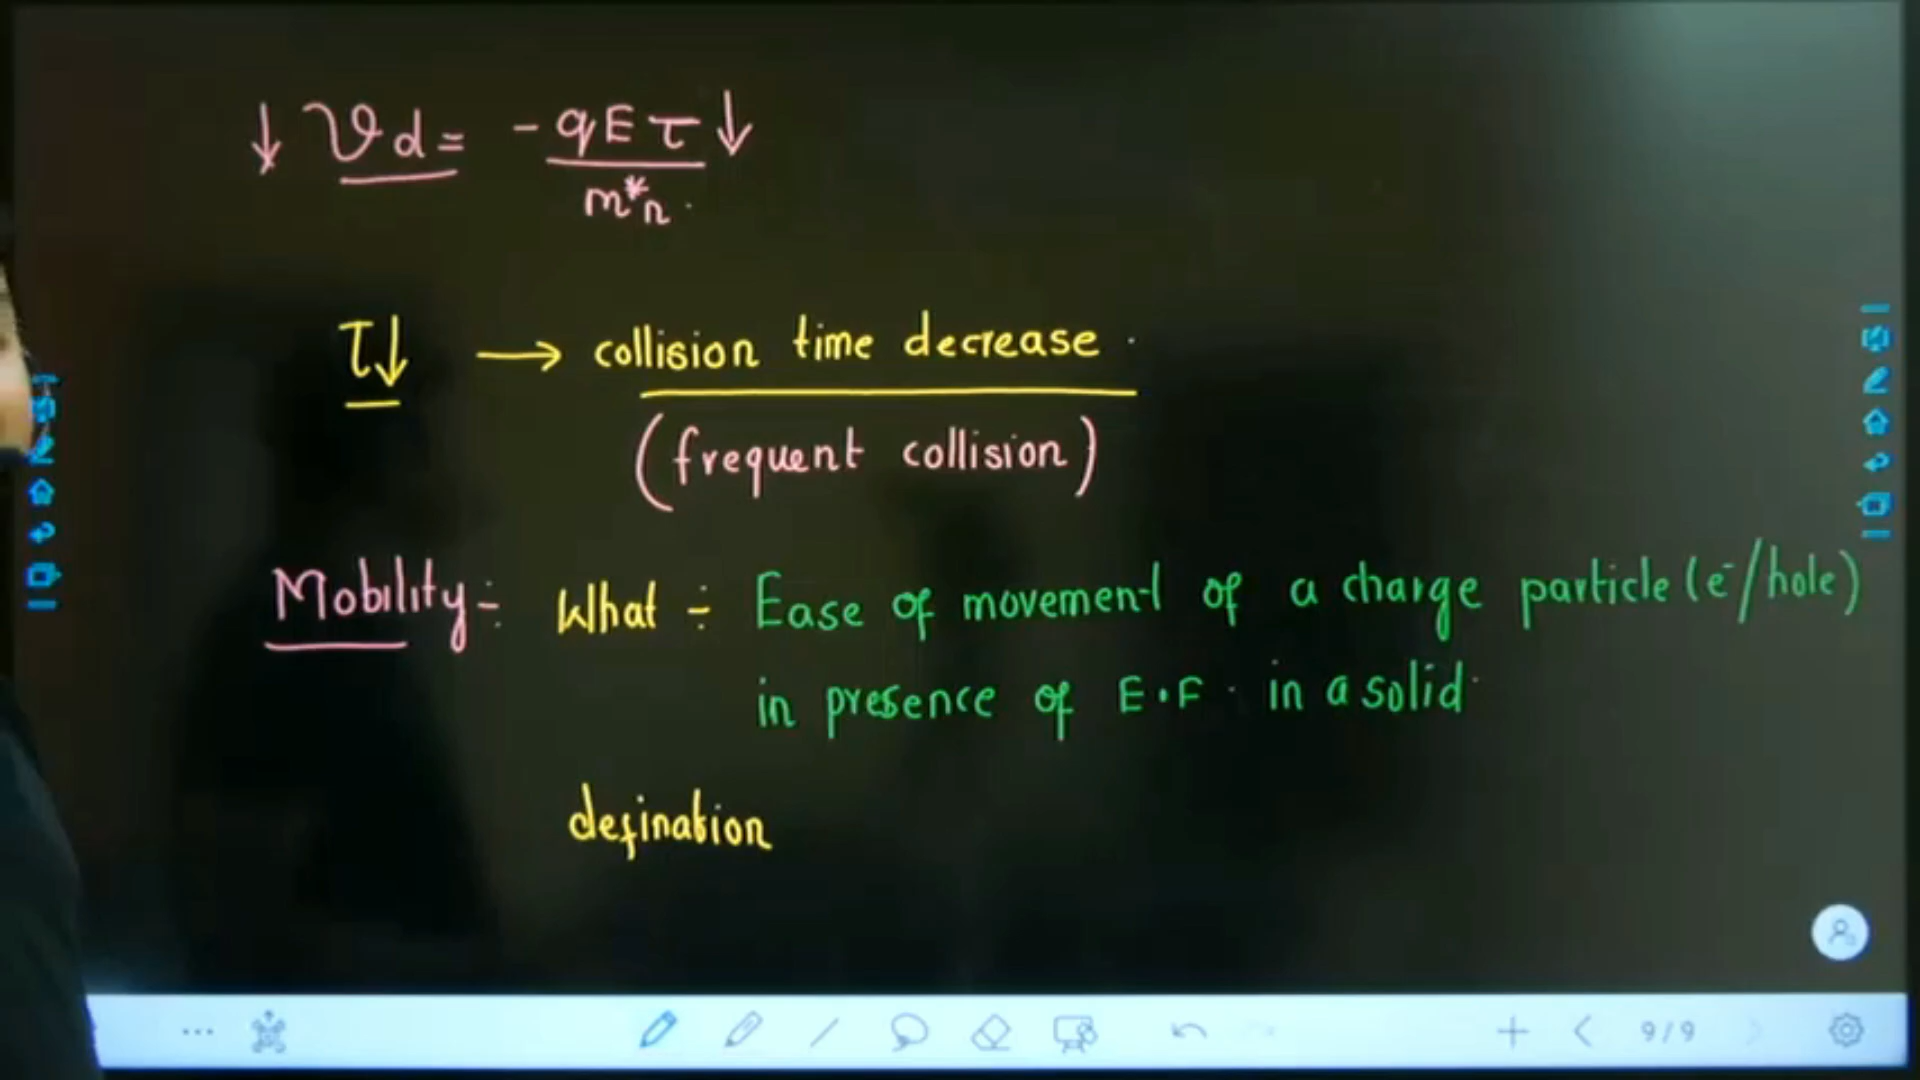 ↓ Vd = - qEτ ↓
m*n
τ↓ → collision time decrease
(frequent collision)
Mobility :- What ÷ Ease of movement of a charge particle (e⁻/hole)
in presence of E.F. in a solid
defination
9/9